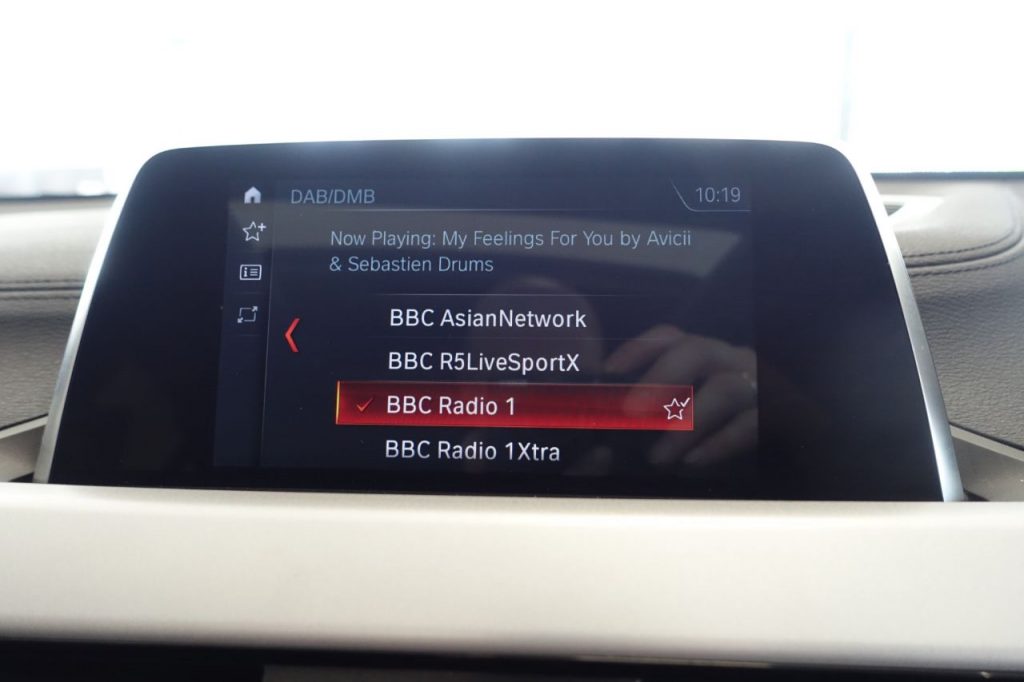 DAB/DMB
10:19
Now Playing: My Feelings For You by Avicii
& Sebastien Drums
BBC AsianNetwork
BBC R5LiveSportX
BBC Radio 1
BBC Radio 1Xtra